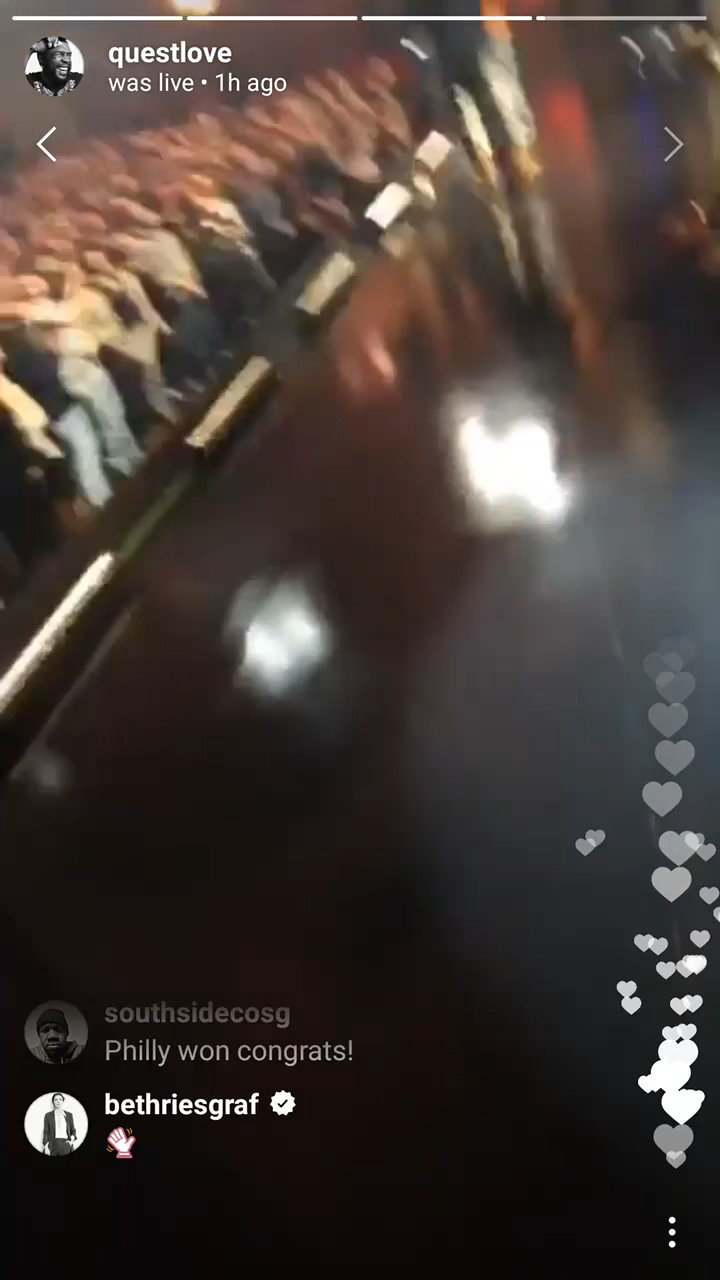 questlove
was live • 1h ago
southsidecosg
Philly won congrats!
bethriesgraf
👋